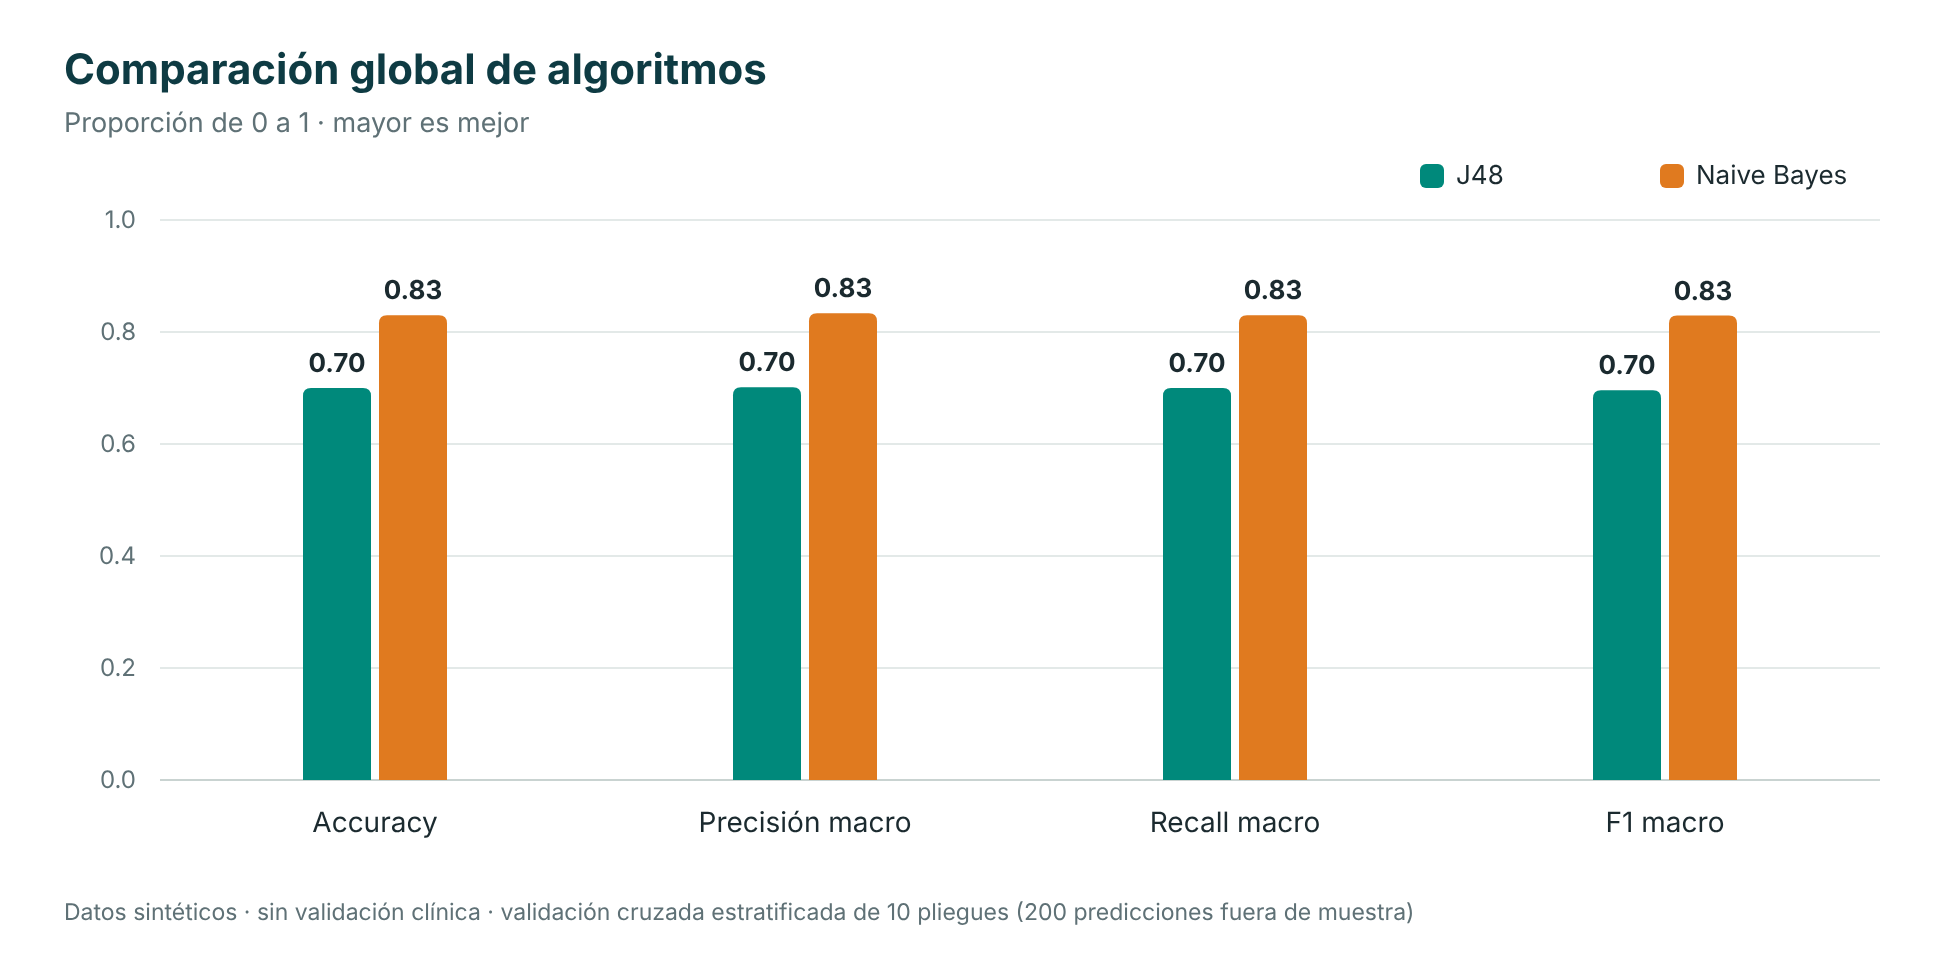 Comparación global de algoritmos
Proporción de 0 a 1 · mayor es mejor
J48 Naive Bayes
1.0
0.8
0.6
0.4
0.2
0.0
0.70 0.83 0.70 0.83 0.70 0.83 0.70 0.83
Accuracy Precisión macro Recall macro F1 macro
Datos sintéticos · sin validación clínica · validación cruzada estratificada de 10 pliegues (200 predicciones fuera de muestra)